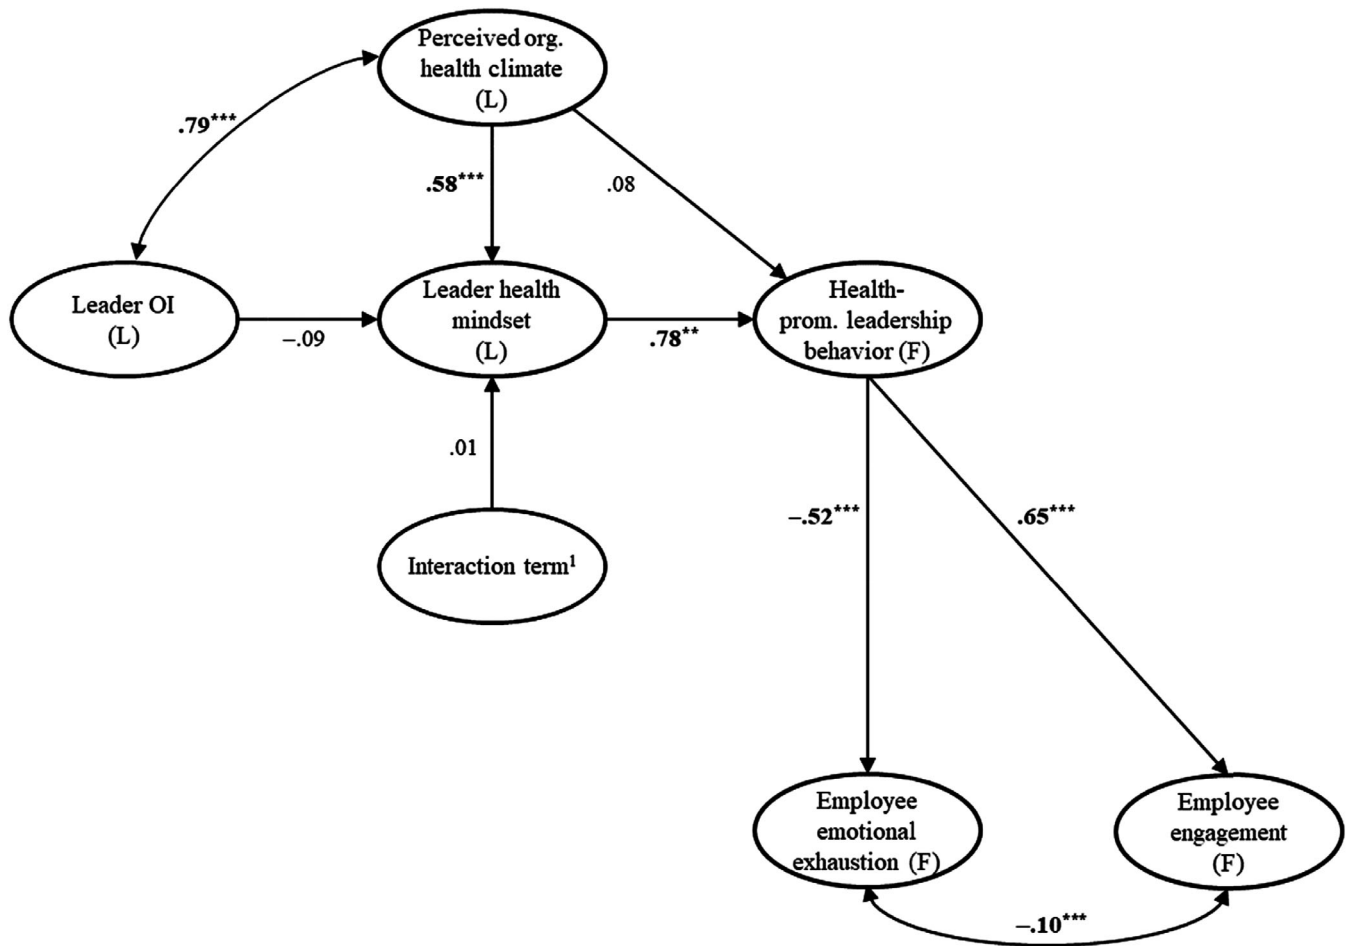 Perceived org.
health climate
(L)
.79***
.58***
.08
Leader OI
(L)
–.09
Leader health
mindset
(L)
.78**
Health-
prom. leadership
behavior (F)
.01
Interaction term¹
–.52***
.65***
Employee
emotional
exhaustion (F)
Employee
engagement
(F)
–.10***